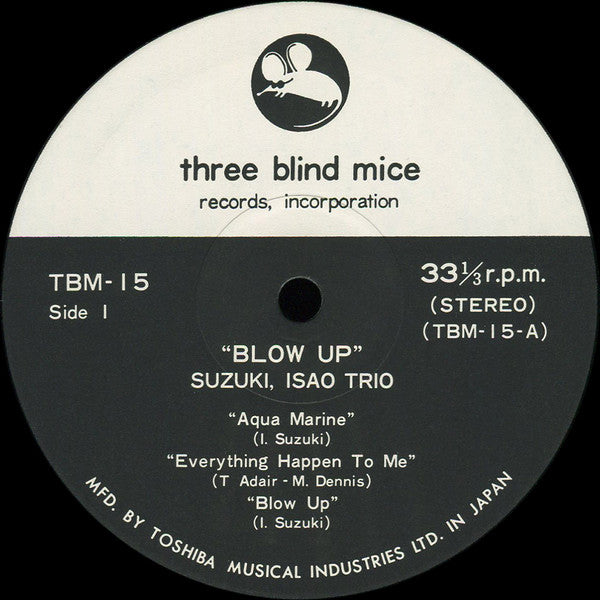 three blind mice
records, incorporation
TBM-15
Side 1
33⅓ r.p.m.
(STEREO)
(TBM-15-A)
“BLOW UP”
SUZUKI, ISAO TRIO
“Aqua Marine”
(I. Suzuki)
“Everything Happen To Me”
(T Adair - M. Dennis)
“Blow Up”
(I. Suzuki)
MFD. BY TOSHIBA MUSICAL INDUSTRIES LTD. IN JAPAN